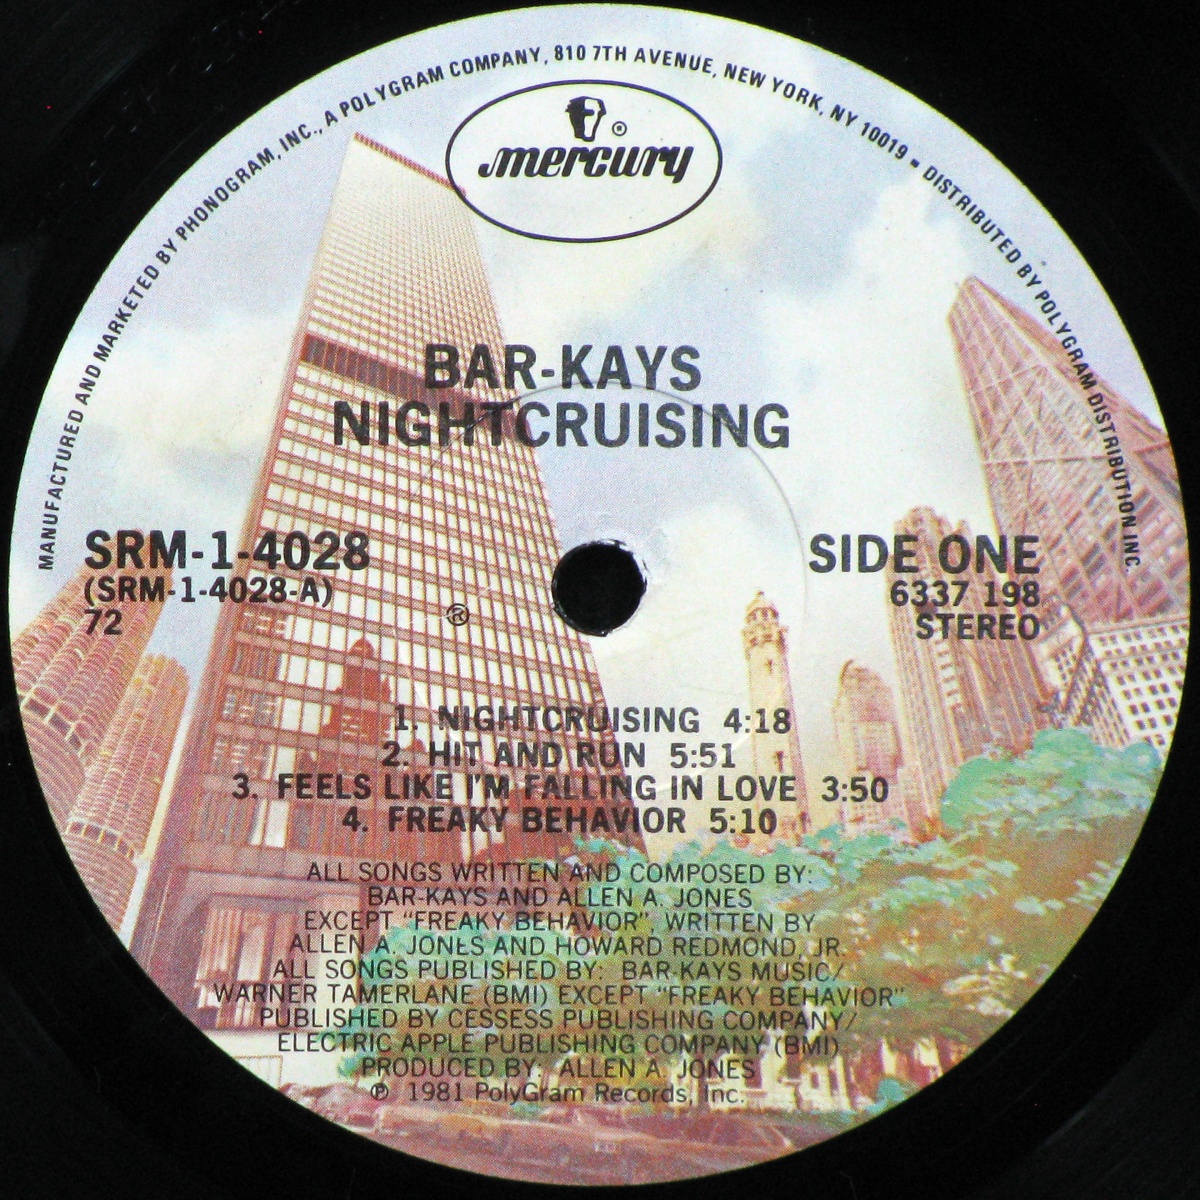 MANUFACTURED AND MARKETED BY PHONOGRAM, INC., A POLYGRAM COMPANY, 810 7TH AVENUE, NEW YORK, NY 10019 ▪ DISTRIBUTED BY POLYGRAM DISTRIBUTION INC.
mercury ®
BAR-KAYS
NIGHTCRUISING
SRM-1-4028
(SRM-1-4028-A)
72
®
SIDE ONE
6337 198
STEREO
1. NIGHTCRUISING 4:18
2. HIT AND RUN 5:51
3. FEELS LIKE I'M FALLING IN LOVE 3:50
4. FREAKY BEHAVIOR 5:10
ALL SONGS WRITTEN AND COMPOSED BY:
BAR-KAYS AND ALLEN A. JONES
EXCEPT "FREAKY BEHAVIOR", WRITTEN BY
ALLEN A. JONES AND HOWARD REDMOND, JR.
ALL SONGS PUBLISHED BY: BAR-KAYS MUSIC/
WARNER TAMERLANE (BMI) EXCEPT "FREAKY BEHAVIOR"
PUBLISHED BY CESSESS PUBLISHING COMPANY/
ELECTRIC APPLE PUBLISHING COMPANY (BMI)
PRODUCED BY: ALLEN A. JONES
℗ 1981 PolyGram Records, Inc.